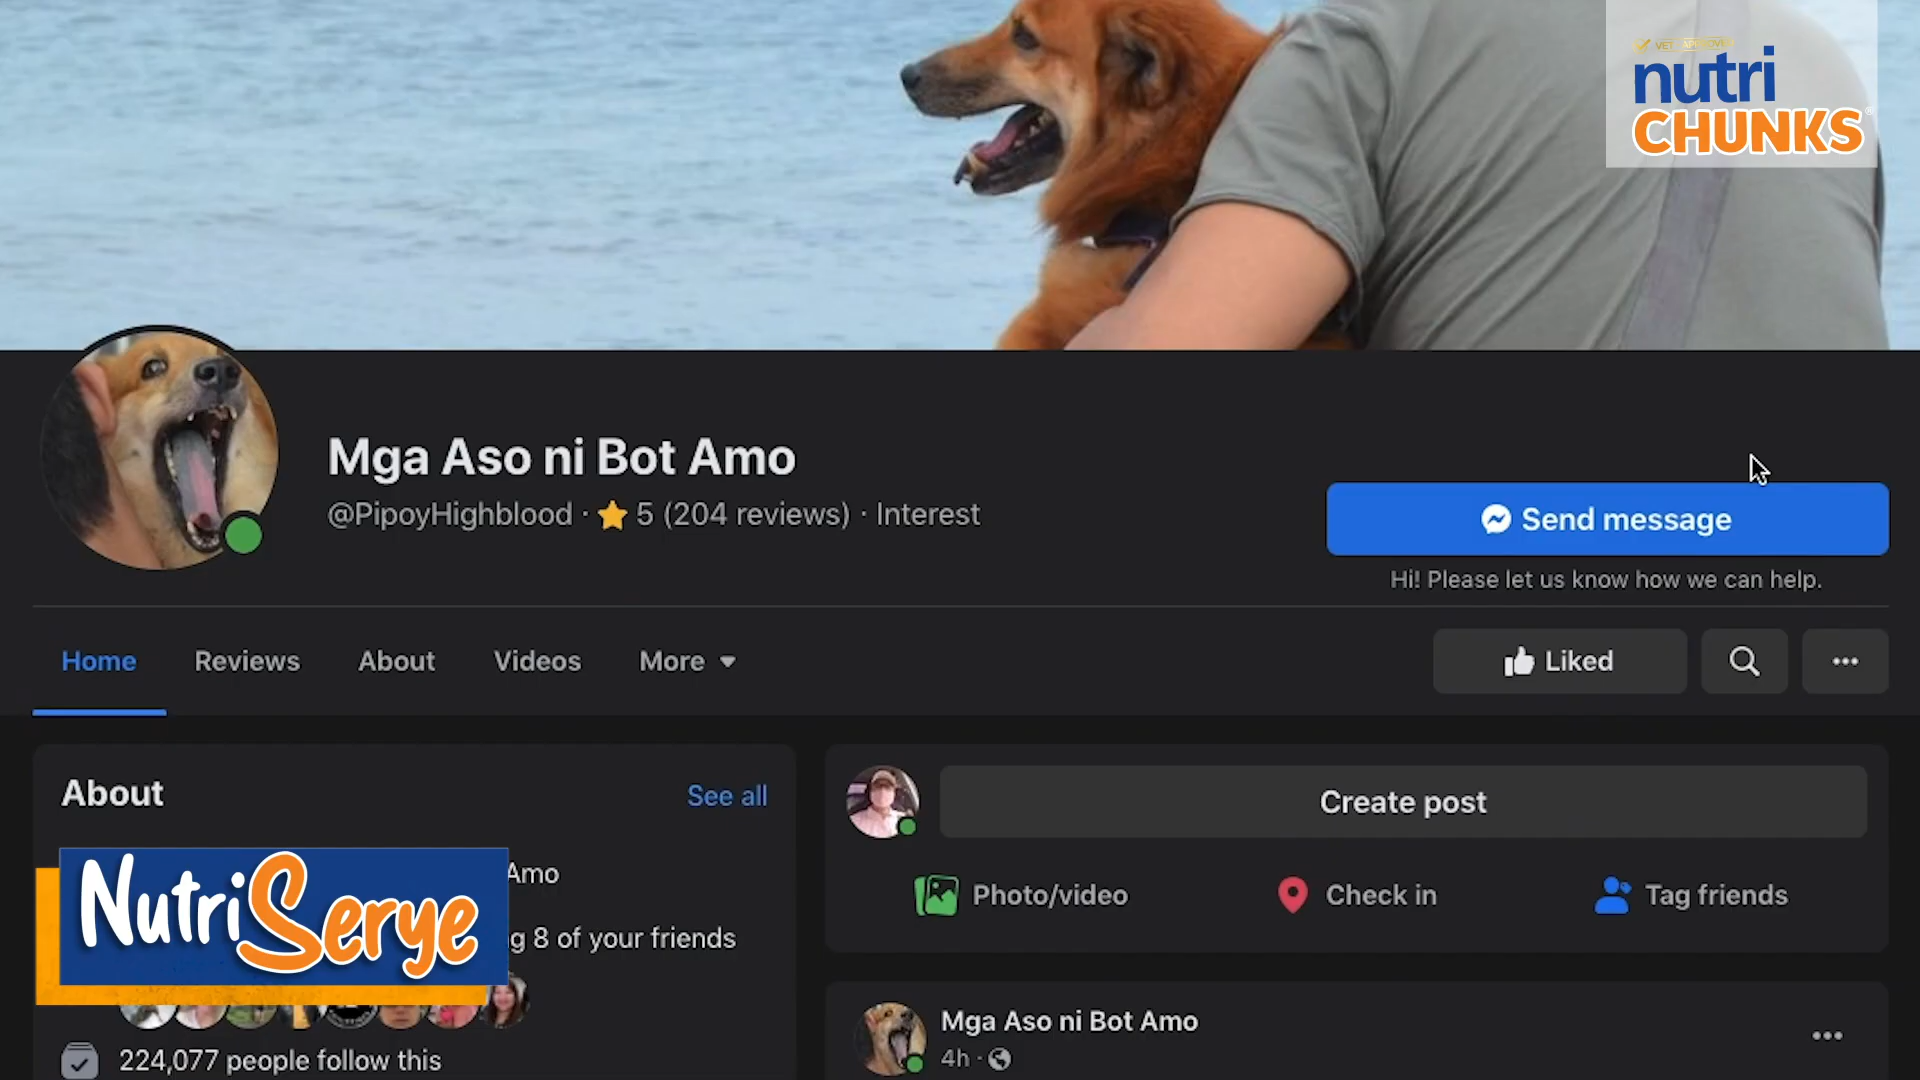 VET APPROVED
nutri
CHUNKS
Mga Aso ni Bot Amo
@PipoyHighblood · 5 (204 reviews) · Interest
Send message
Hi! Please let us know how we can help.
Home
Reviews
About
Videos
More
Liked
About
See all
Amo
g 8 of your friends
224,077 people follow this
NutriSerye
Create post
Photo/video
Check in
Tag friends
Mga Aso ni Bot Amo
4h ·